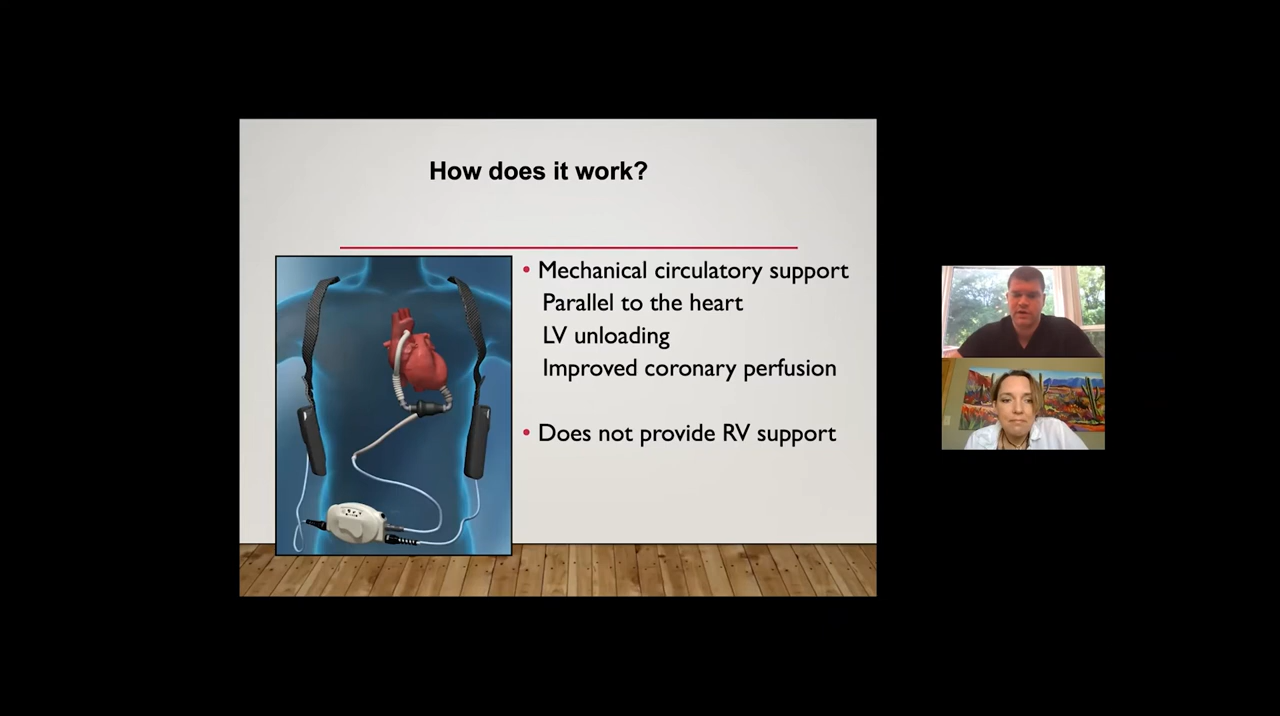 How does it work?
• Mechanical circulatory support
Parallel to the heart
LV unloading
Improved coronary perfusion
• Does not provide RV support